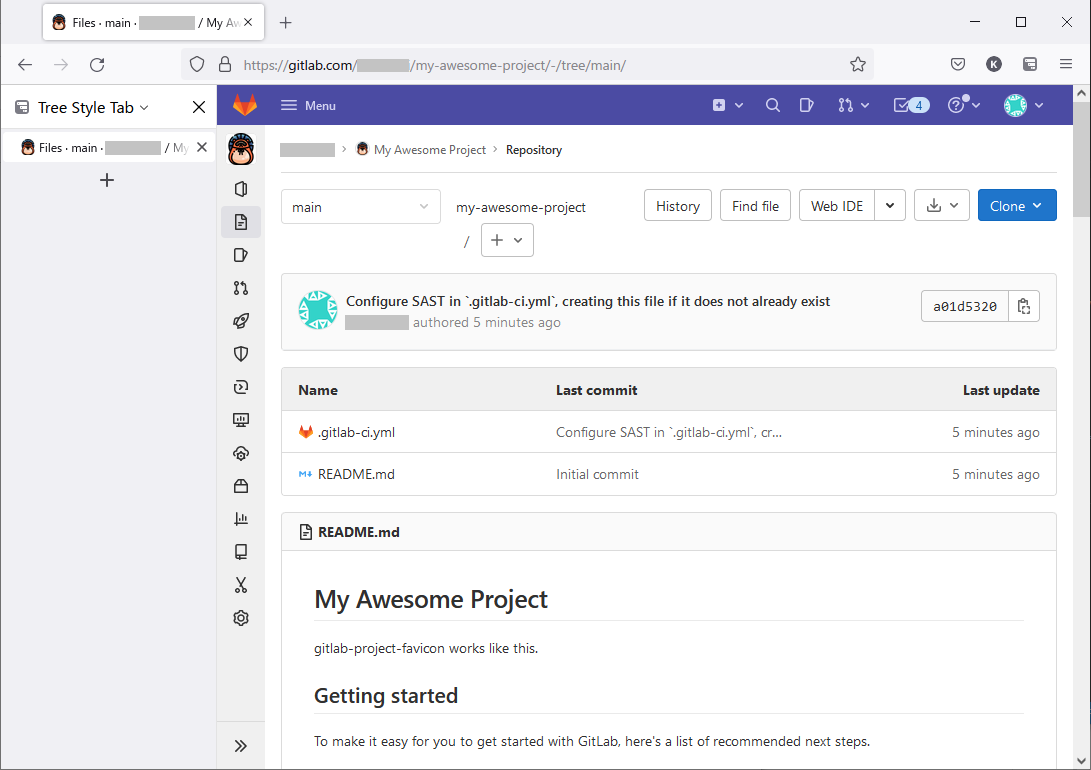 Files · main · / My Aw
https://gitlab.com/ /my-awesome-project/-/tree/main/
K
Tree Style Tab
Files · main · / My
Menu
4
My Awesome Project > Repository
main
my-awesome-project
History
Find file
Web IDE
Clone
/
+
Configure SAST in `.gitlab-ci.yml`, creating this file if it does not already exist
authored 5 minutes ago
a01d5320
Name Last commit Last update
.gitlab-ci.yml Configure SAST in `.gitlab-ci.yml`, cr... 5 minutes ago
README.md Initial commit 5 minutes ago
README.md
My Awesome Project
gitlab-project-favicon works like this.
Getting started
To make it easy for you to get started with GitLab, here's a list of recommended next steps.